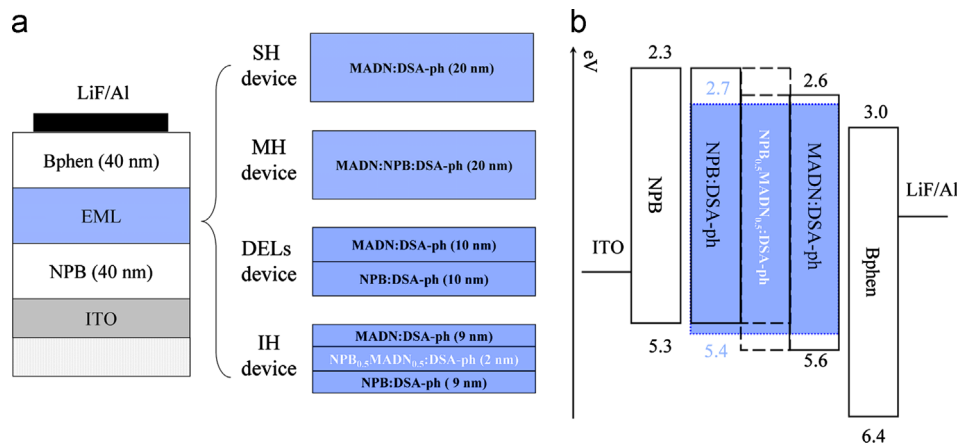 a
LiF/Al
Bphen (40 nm)
EML
NPB (40 nm)
ITO
SH
device
MADN:DSA-ph (20 nm)
MH
device
MADN:NPB:DSA-ph (20 nm)
DELs
device
MADN:DSA-ph (10 nm)
NPB:DSA-ph (10 nm)
IH
device
MADN:DSA-ph (9 nm)
NPB0.5MADN0.5:DSA-ph (2 nm)
NPB:DSA-ph ( 9 nm)
b
eV
2.3
2.7
2.6
3.0
ITO
NPB
NPB:DSA-ph
NPB0.5MADN0.5:DSA-ph
MADN:DSA-ph
Bphen
LiF/Al
5.3
5.4
5.6
6.4